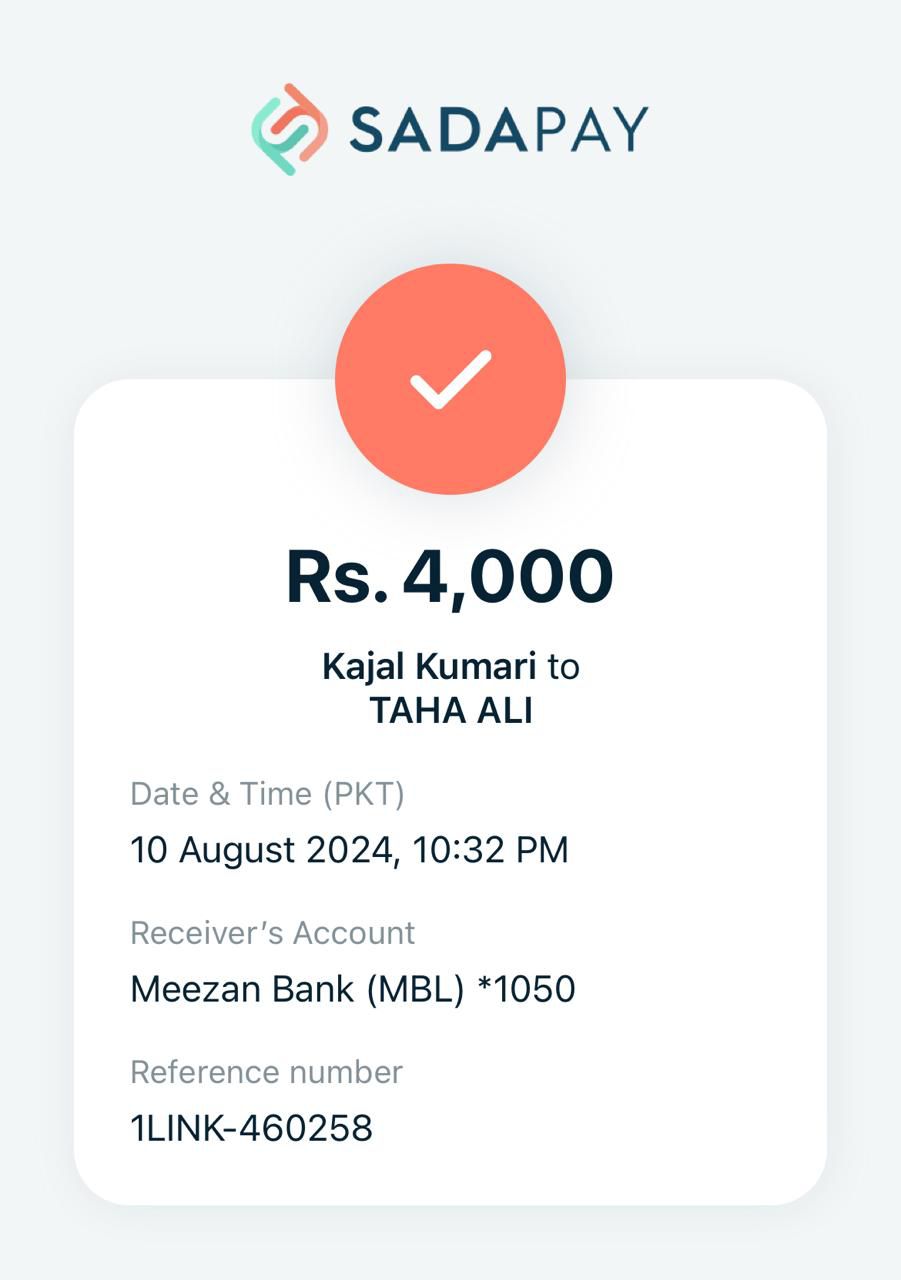 SADAPAY
Rs. 4,000
Kajal Kumari to
TAHA ALI
Date & Time (PKT)
10 August 2024, 10:32 PM
Receiver’s Account
Meezan Bank (MBL) *1050
Reference number
1LINK-460258